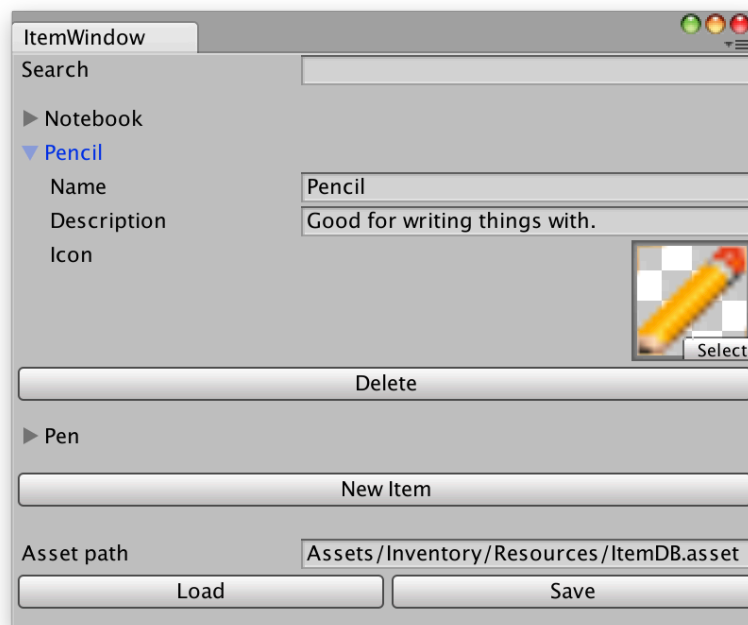 ItemWindow
Search
Notebook
Pencil
Name Pencil
Description Good for writing things with.
Icon
Select
Delete
Pen
New Item
Asset path Assets/Inventory/Resources/ItemDB.asset
Load Save